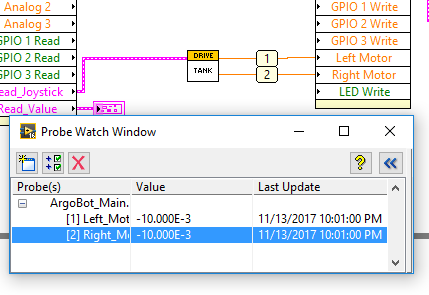 Analog 2
Analog 3
GPIO 1 Read
GPIO 2 Read
GPIO 3 Read
ead_Joystick
Read_Value
DRIVE
TANK
1
2
GPIO 1 Write
GPIO 2 Write
GPIO 3 Write
Left Motor
Right Motor
LED Write
Probe Watch Window
Probe(s) Value Last Update
ArgoBot_Main.
[1] Left_Mot -10.000E-3 11/13/2017 10:01:00 PM
[2] Right_Mo -10.000E-3 11/13/2017 10:01:00 PM